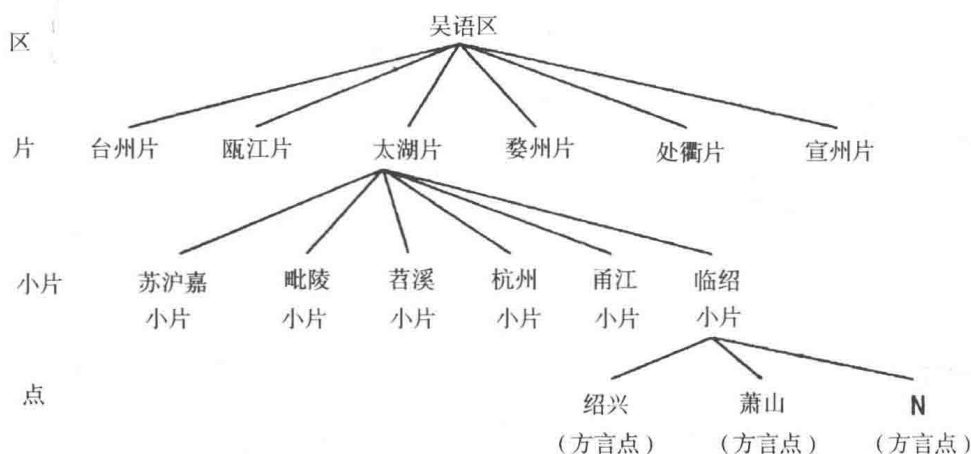 吴语区
区
片 台州片 瓯江片 太湖片 婺州片 处衢片 宣州片
小片 苏沪嘉 毗陵 苕溪 杭州 甬江 临绍
小片 小片 小片 小片 小片 小片
点 绍兴 萧山 N
（方言点） （方言点） （方言点）